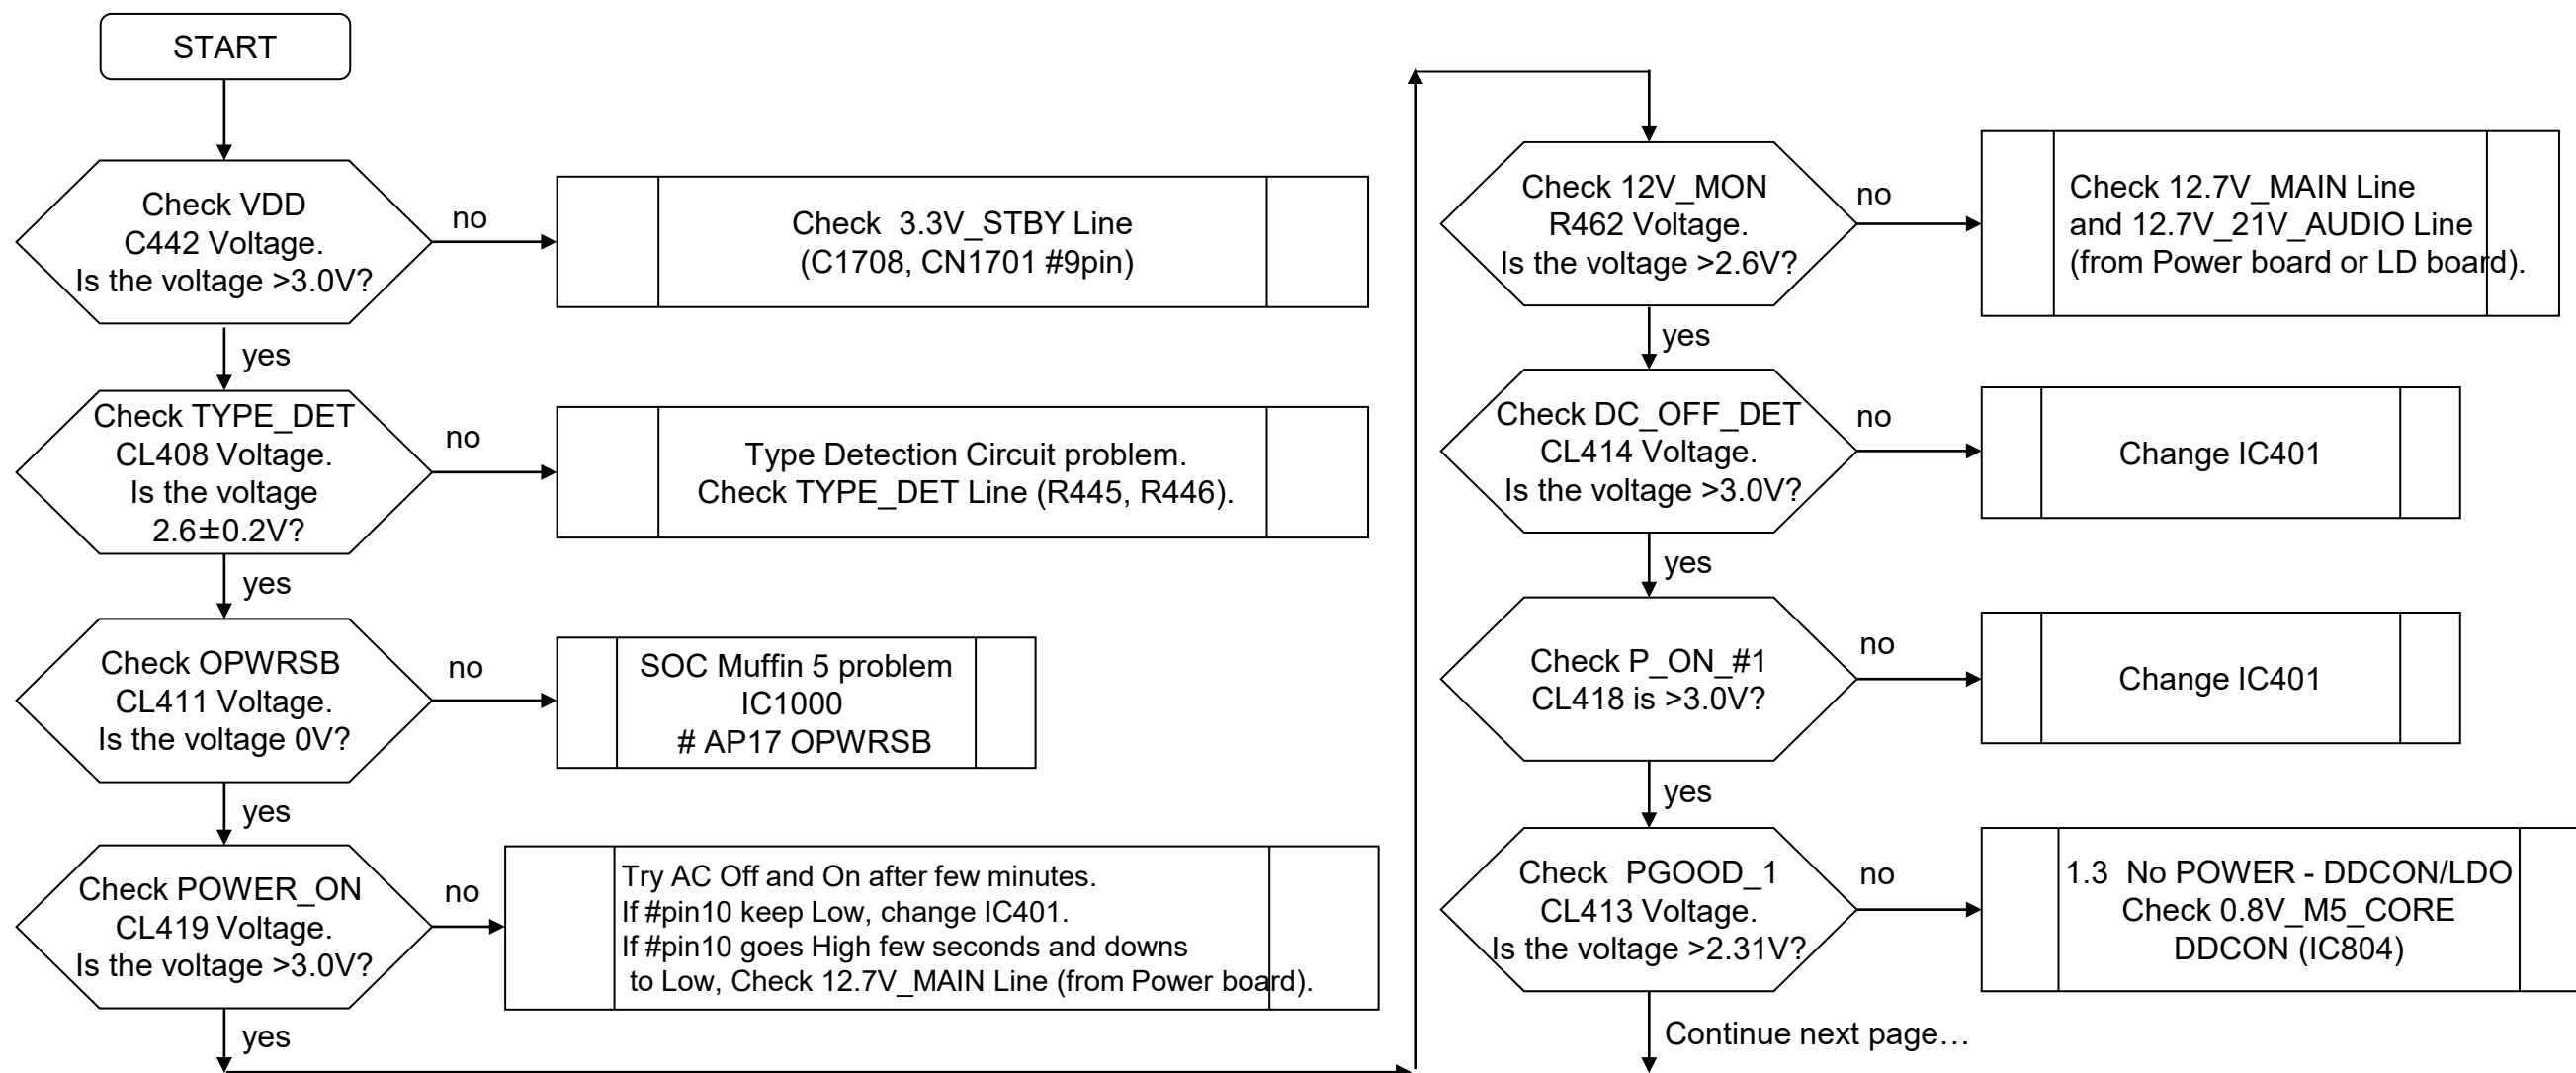 START
Check VDD
C442 Voltage.
Is the voltage >3.0V?
no
Check  3.3V_STBY Line
(C1708, CN1701 #9pin)
yes
Check TYPE_DET
CL408 Voltage.
Is the voltage
2.6±0.2V?
no
Type Detection Circuit problem.
Check TYPE_DET Line (R445, R446).
yes
Check OPWRSB
CL411 Voltage.
Is the voltage 0V?
no
SOC Muffin 5 problem
IC1000
# AP17 OPWRSB
yes
Check POWER_ON
CL419 Voltage.
Is the voltage >3.0V?
no
Try AC Off and On after few minutes.
If #pin10 keep Low, change IC401.
If #pin10 goes High few seconds and downs
to Low, Check 12.7V_MAIN Line (from Power board).
yes
Check 12V_MON
R462 Voltage.
Is the voltage >2.6V?
no
Check 12.7V_MAIN Line
and 12.7V_21V_AUDIO Line
(from Power board or LD board).
yes
Check DC_OFF_DET
CL414 Voltage.
Is the voltage >3.0V?
no
Change IC401
yes
Check P_ON_#1
CL418 is >3.0V?
no
Change IC401
yes
Check  PGOOD_1
CL413 Voltage.
Is the voltage >2.31V?
no
1.3  No POWER - DDCON/LDO
Check 0.8V_M5_CORE
DDCON (IC804)
Continue next page…